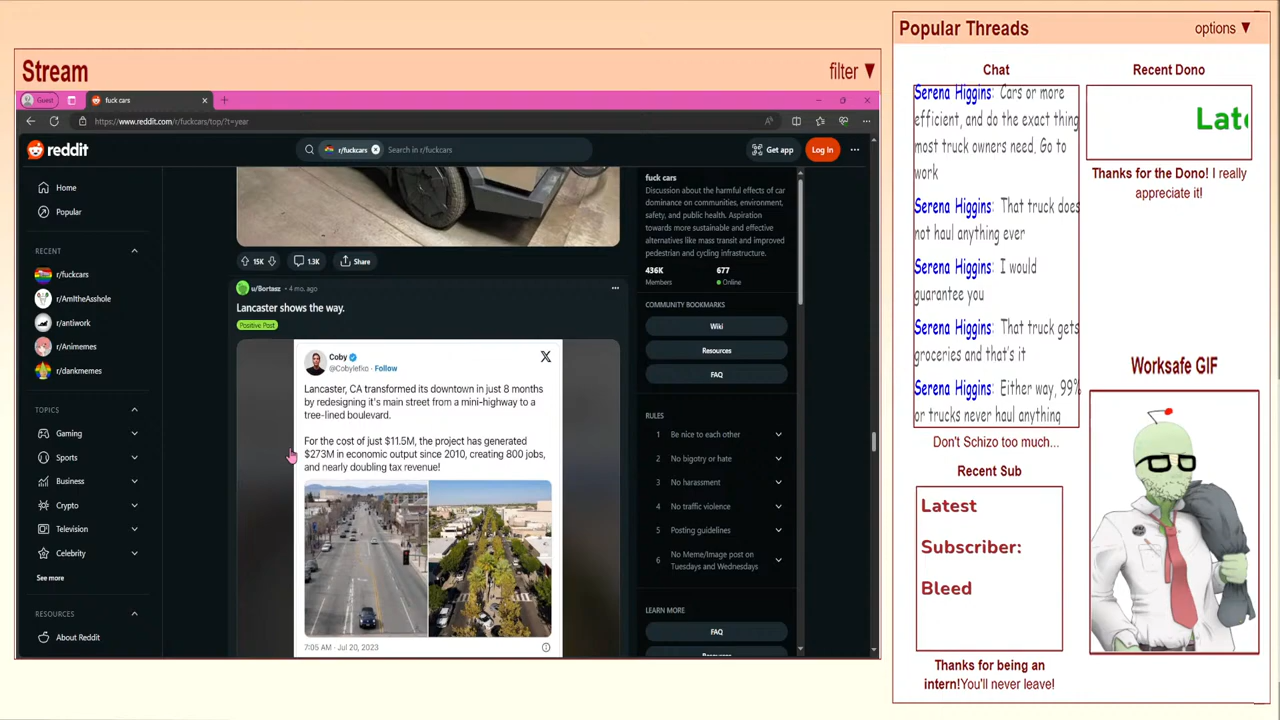 Stream
filter ▼
Guest
fuck cars
https://www.reddit.com/r/fuckcars/top/?t=year
reddit
r/fuckcars
Search in r/fuckcars
Get app
Log In
Home
Popular
RECENT
r/fuckcars
r/AmItheAsshole
r/antiwork
r/Animemes
r/dankmemes
TOPICS
Gaming
Sports
Business
Crypto
Television
Celebrity
See more
RESOURCES
About Reddit
15K
1.3K
Share
u/Bortasz • 4 mo. ago
Lancaster shows the way.
Positive Post
Coby
@Cobylefko · Follow
Lancaster, CA transformed its downtown in just 8 months
by redesigning it's main street from a mini-highway to a
tree-lined boulevard.
For the cost of just $11.5M, the project has generated
$273M in economic output since 2010, creating 800 jobs,
and nearly doubling tax revenue!
7:05 AM · Jul 20, 2023
fuck cars
Discussion about the harmful effects of car
dominance on communities, environment,
safety, and public health. Aspiration
towards more sustainable and effective
alternatives like mass transit and improved
pedestrian and cycling infrastructure.
436K
677
Members
Online
COMMUNITY BOOKMARKS
Wiki
Resources
FAQ
RULES
1 Be nice to each other
2 No bigotry or hate
3 No harassment
4 No traffic violence
5 Posting guidelines
6 No Meme/Image post on
Tuesdays and Wednesdays
LEARN MORE
FAQ
Popular Threads
options ▼
Chat
Serena Higgins: Cars or more
efficient, and do the exact thing
most truck owners need. Go to
work
Serena Higgins: That truck does
not haul anything ever
Serena Higgins: I would
guarantee you
Serena Higgins: That truck gets
groceries and that's it
Serena Higgins: Either way, 99%
or trucks never haul anything
Don't Schizo too much...
Recent Sub
Latest
Subscriber:
Bleed
Thanks for being an
intern!You'll never leave!
Recent Dono
Late
Thanks for the Dono! I really
appreciate it!
Worksafe GIF